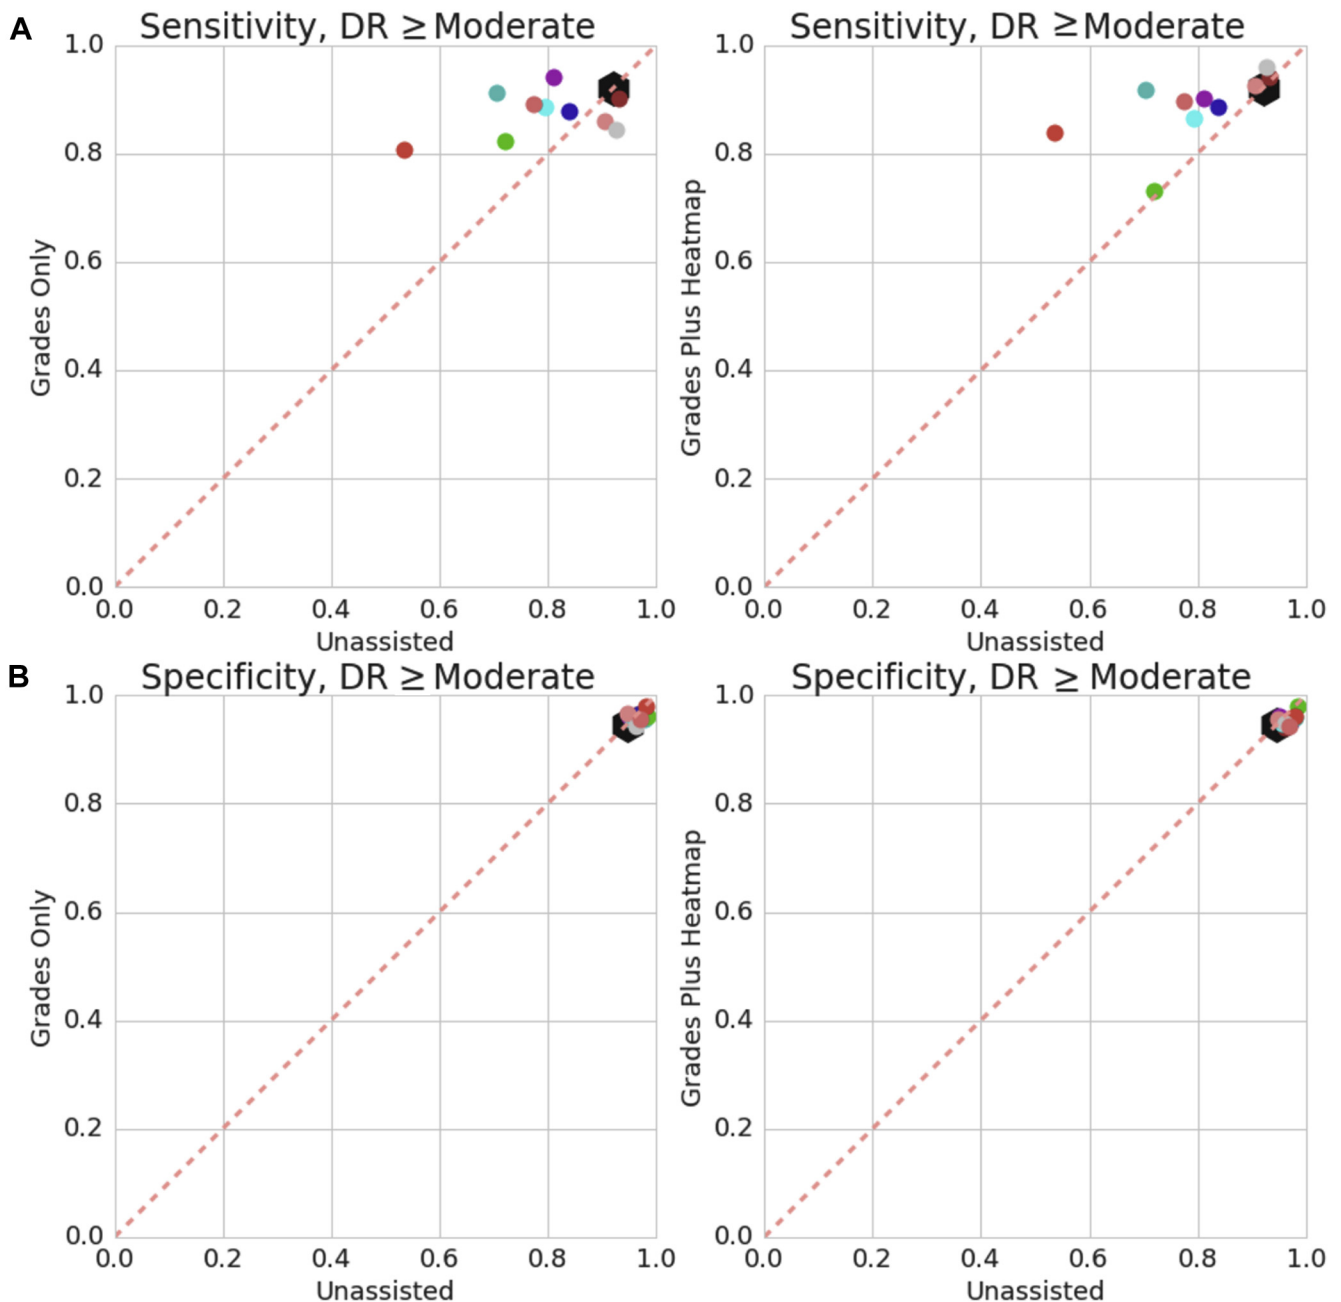 A
Sensitivity, DR ≥ Moderate
1.0
0.8
0.6
0.4
0.2
0.0
Grades Only
0.0 0.2 0.4 0.6 0.8 1.0
Unassisted
Sensitivity, DR ≥ Moderate
1.0
0.8
0.6
0.4
0.2
0.0
Grades Plus Heatmap
0.0 0.2 0.4 0.6 0.8 1.0
Unassisted
B
Specificity, DR ≥ Moderate
1.0
0.8
0.6
0.4
0.2
0.0
Grades Only
0.0 0.2 0.4 0.6 0.8 1.0
Unassisted
Specificity, DR ≥ Moderate
1.0
0.8
0.6
0.4
0.2
0.0
Grades Plus Heatmap
0.0 0.2 0.4 0.6 0.8 1.0
Unassisted